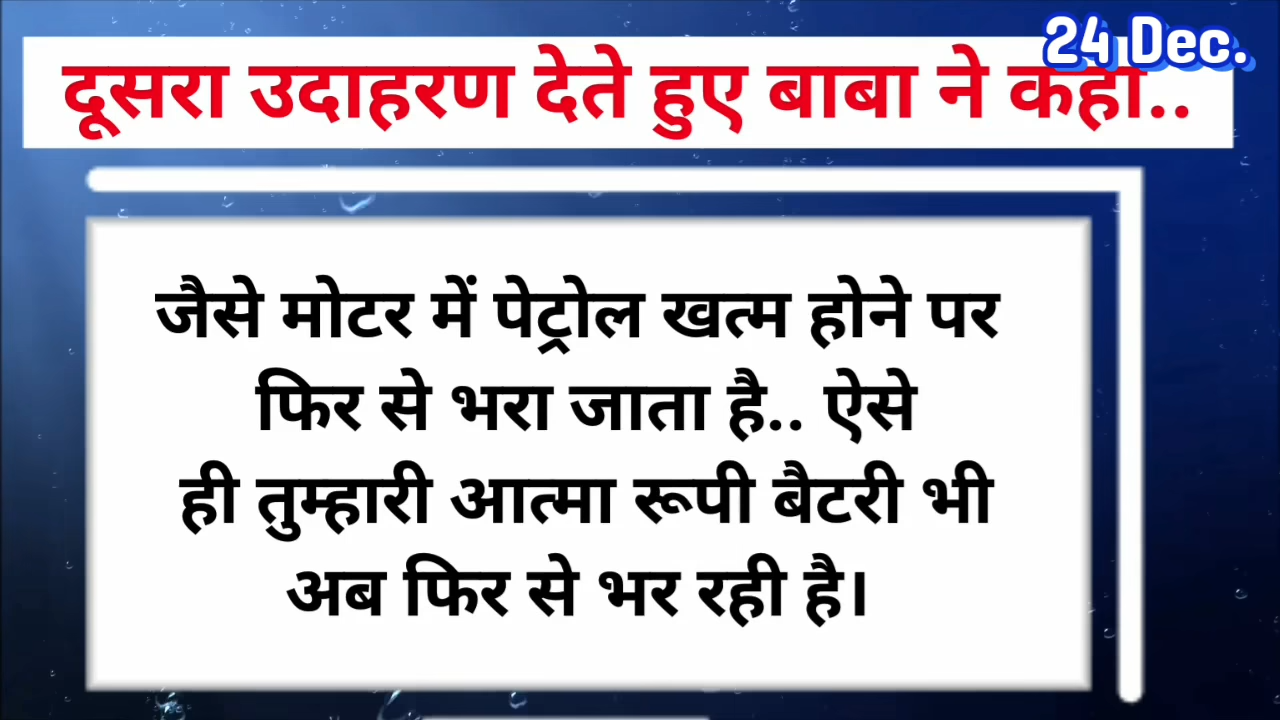 24 Dec.
दूसरा उदाहरण देते हुए बाबा ने कहा..
जैसे मोटर में पेट्रोल खत्म होने पर
फिर से भरा जाता है.. ऐसे
ही तुम्हारी आत्मा रूपी बैटरी भी
अब फिर से भर रही है।